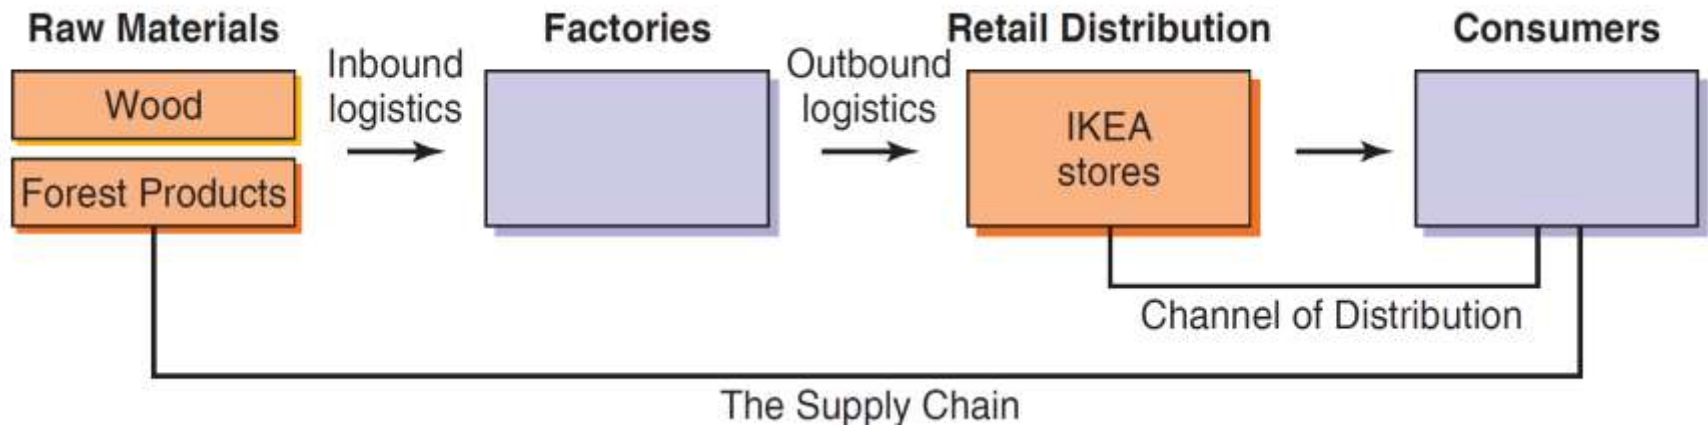 Raw Materials
Factories
Retail Distribution
Consumers
Wood
Forest Products
Inbound
logistics
Outbound
logistics
IKEA
stores
Channel of Distribution
The Supply Chain